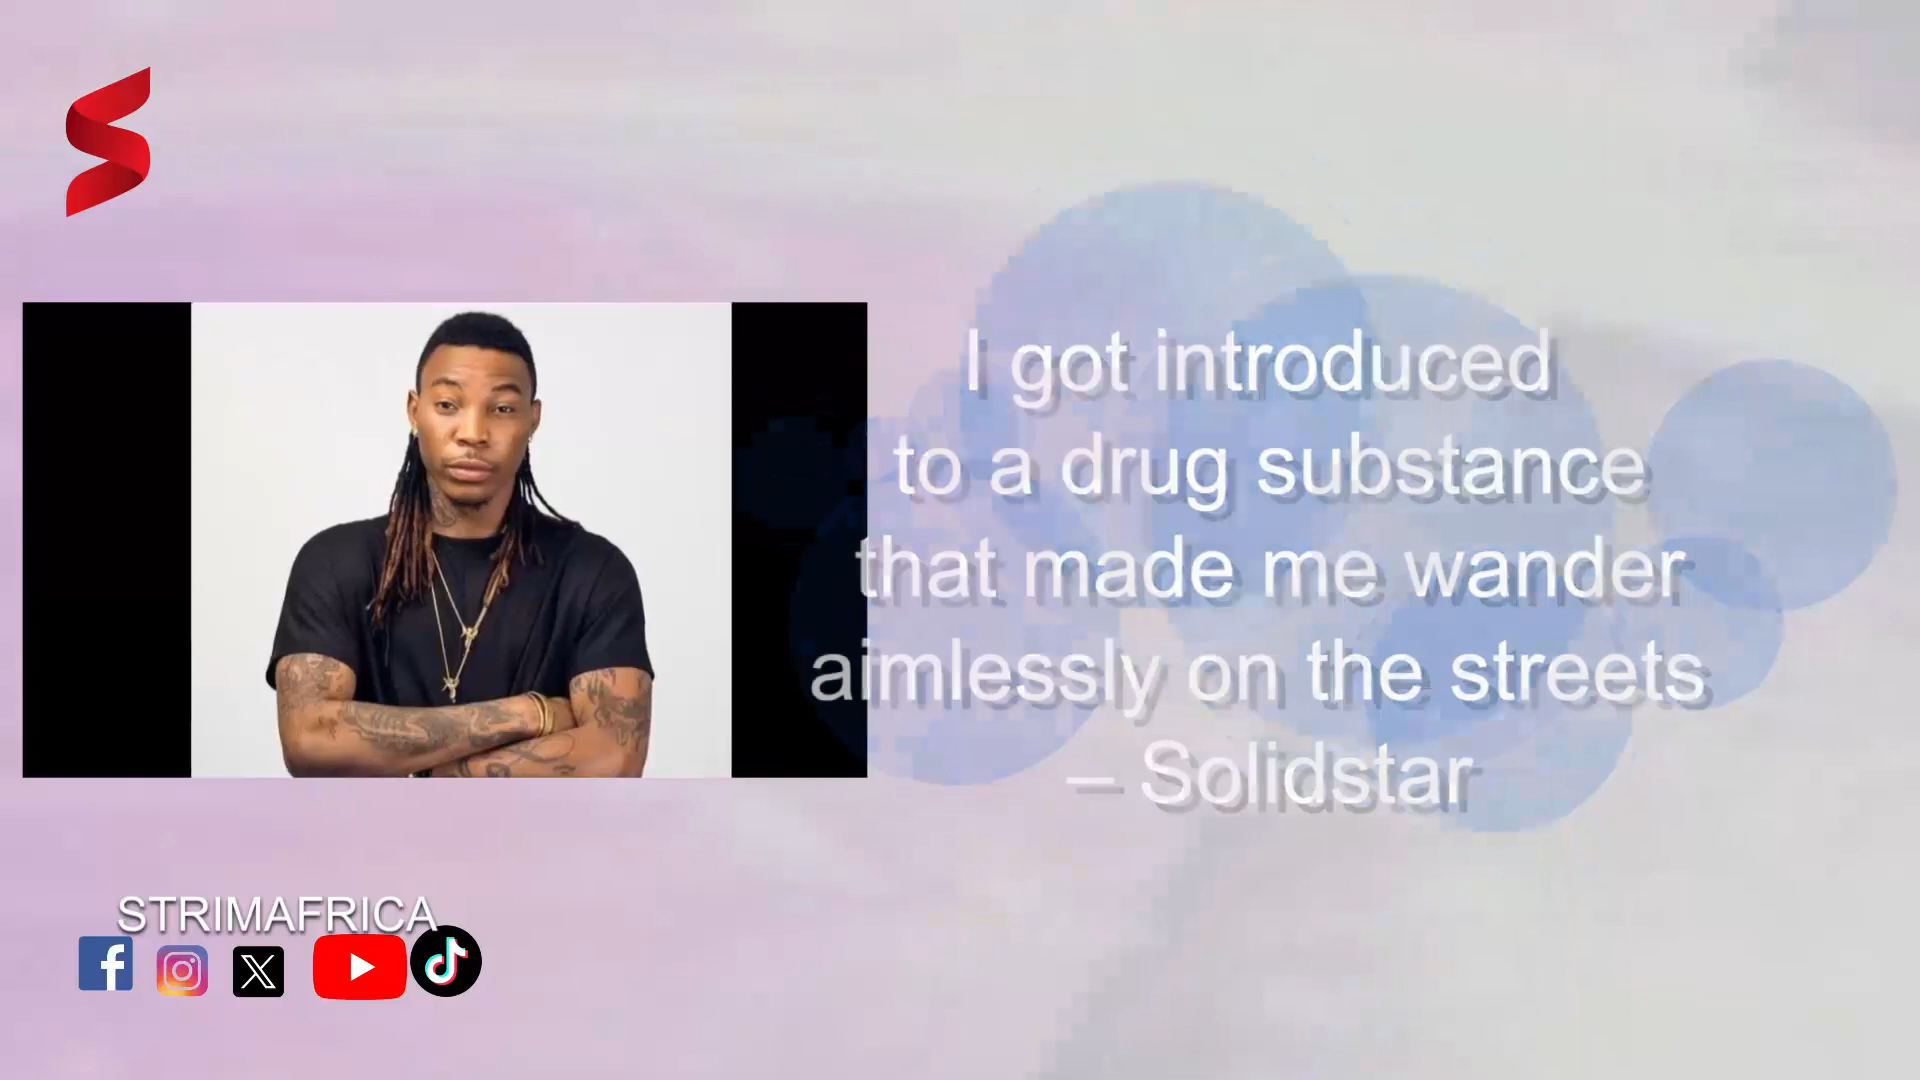 I got introduced
to a drug substance
that made me wander
aimlessly on the streets
– Solidstar
STRIMAFRICA